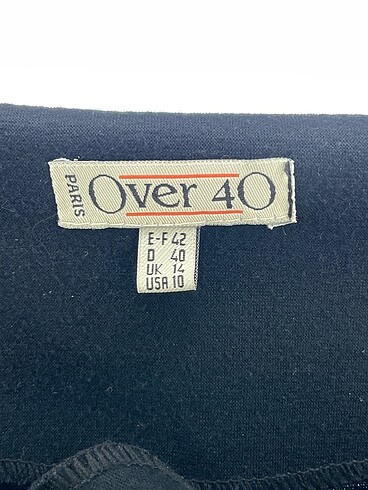 PARIS
Over 40
E-F 42
D 40
UK 14
USA 10